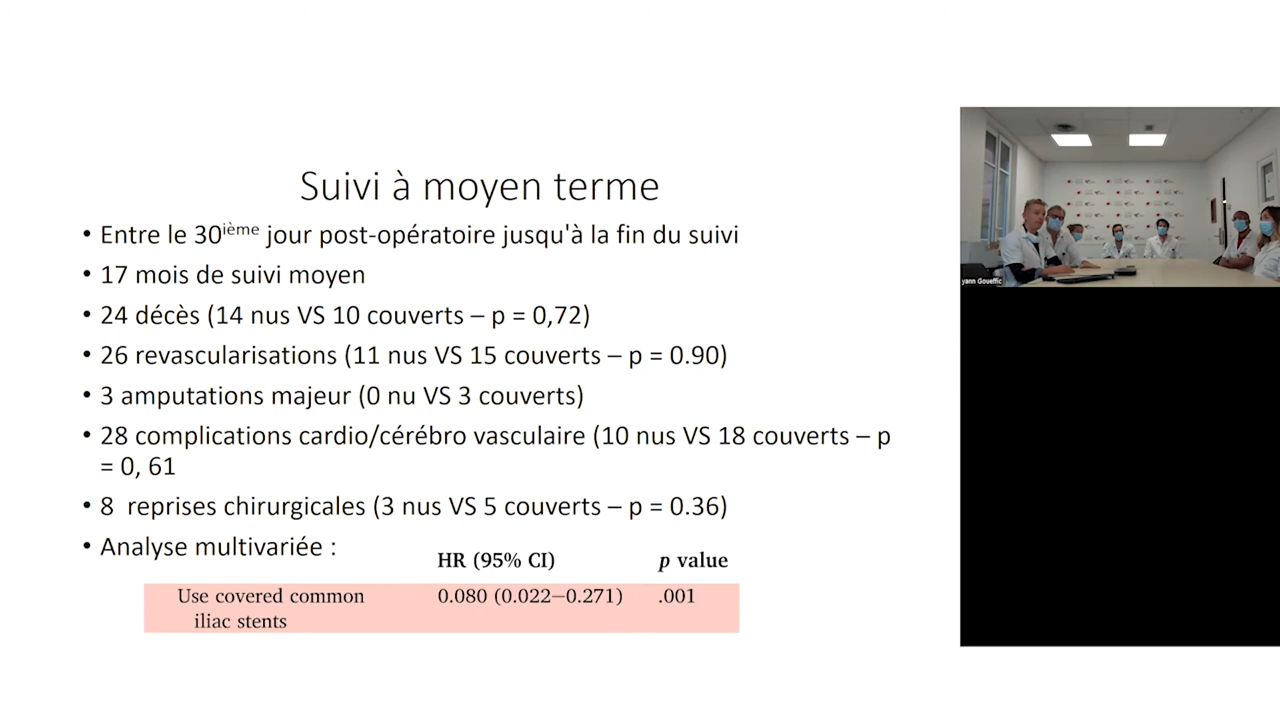 Suivi à moyen terme
• Entre le 30ième jour post-opératoire jusqu'à la fin du suivi
• 17 mois de suivi moyen
• 24 décès (14 nus VS 10 couverts – p = 0,72)
• 26 revascularisations (11 nus VS 15 couverts – p = 0.90)
• 3 amputations majeur (0 nu VS 3 couverts)
• 28 complications cardio/cérébro vasculaire (10 nus VS 18 couverts – p
= 0, 61
• 8  reprises chirurgicales (3 nus VS 5 couverts – p = 0.36)
• Analyse multivariée :
HR (95% CI) p value
Use covered common 0.080 (0.022–0.271) .001
iliac stents
yann Goueffic